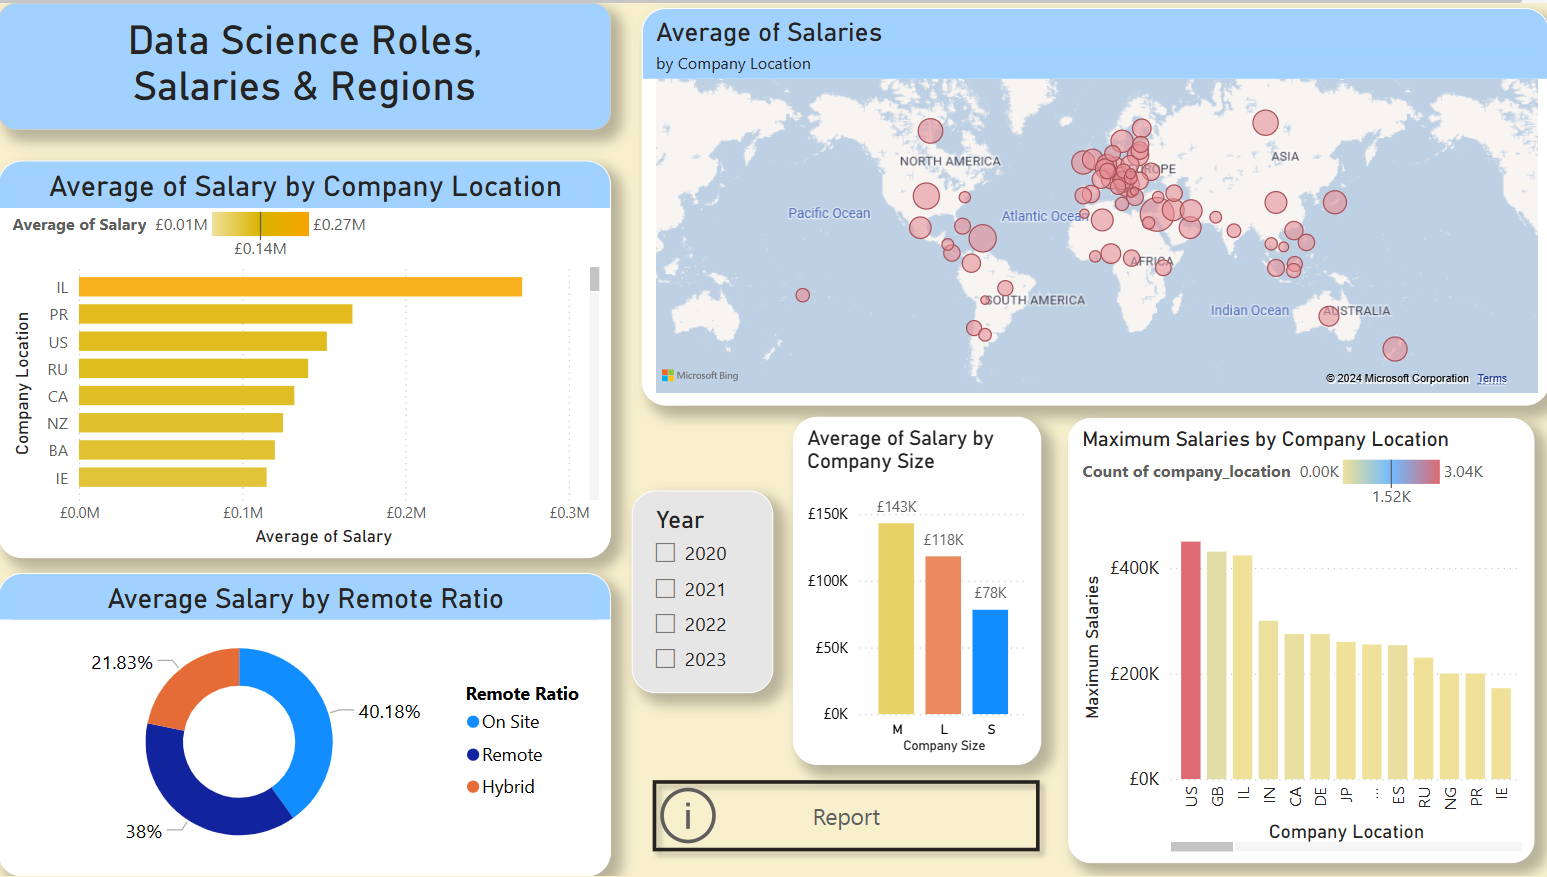 Data Science Roles,
Salaries & Regions
Average of Salary by Company Location
Average of Salary £0.01M £0.27M
£0.14M
Company Location
IL
PR
US
RU
CA
NZ
BA
IE
£0.0M £0.1M £0.2M £0.3M
Average of Salary
Average Salary by Remote Ratio
21.83%
40.18%
38%
Remote Ratio
On Site
Remote
Hybrid
Average of Salaries
by Company Location
NORTH AMERICA
EUROPE
ASIA
Pacific Ocean
Atlantic Ocean
AFRICA
SOUTH AMERICA
Indian Ocean
AUSTRALIA
Microsoft Bing
© 2024 Microsoft Corporation Terms
Year
2020
2021
2022
2023
Average of Salary by
Company Size
£150K
£100K
£50K
£0K
£143K
£118K
£78K
M L S
Company Size
i
Report
Maximum Salaries by Company Location
Count of company_location 0.00K 3.04K
1.52K
Maximum Salaries
£400K
£200K
£0K
US GB IL IN CA DE JP ... ES RU NG PR IE
Company Location